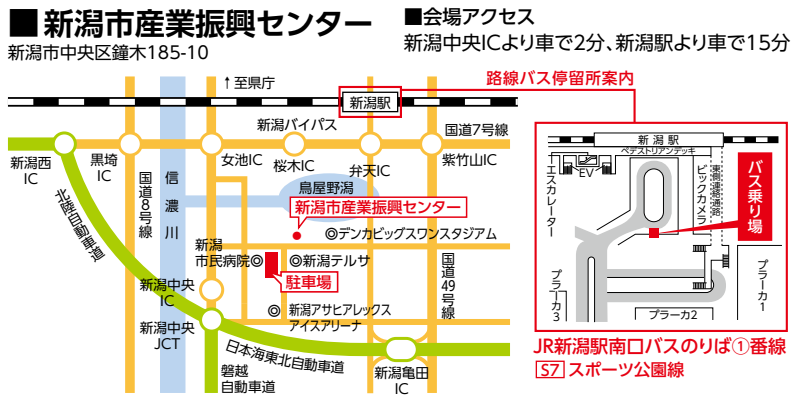 ■新潟市産業振興センター
新潟市中央区鐘木185-10
■会場アクセス
新潟中央ICより車で2分、新潟駅より車で15分
↑至県庁
新潟駅
路線バス停留所案内
新潟バイパス
国道7号線
新潟西
IC
黒埼
IC
女池IC
桜木IC
弁天IC
紫竹山IC
国道8号線
信濃川
鳥屋野潟
新潟市産業振興センター
◎デンカビッグスワンスタジアム
北陸自動車道
新潟
市民病院◎
◎新潟テルサ
駐車場
国道49号線
新潟中央
IC
◎新潟アサヒアレックス
アイスアリーナ
新潟中央
JCT
日本海東北自動車道
磐越
自動車道
新潟亀田
IC
新潟駅
ペデストリアンデッキ
EV
エスカレーター
ビックカメラ
東側連絡通路
バス乗り場
プラーカ3
プラーカ2
プラーカ1
JR新潟駅南口バスのりば①番線
S7 スポーツ公園線